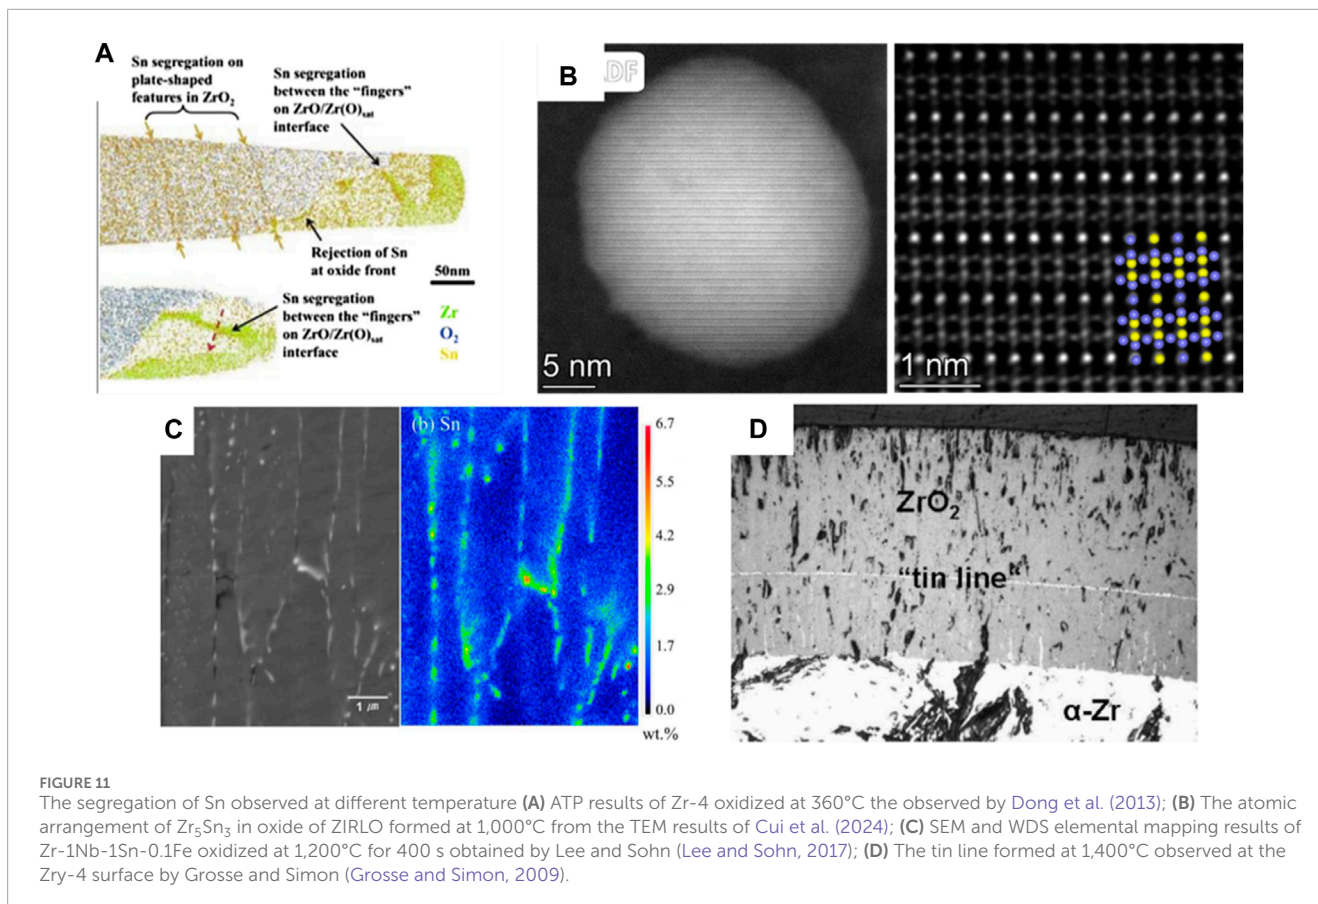 A
Sn segregation on
plate-shaped
features in ZrO₂
Sn segregation
between the “fingers”
on ZrO/Zr(O)sat
interface
Rejection of Sn
at oxide front
50nm
Sn segregation
between the “fingers”
on ZrO/Zr(O)sat
interface
Zr
O₂
Sn
B
ADF
5 nm
1 nm
C
1 ㎛
(b) Sn
6.7
5.5
4.2
2.9
1.7
0.0
wt.%
D
ZrO₂
“tin line“
α-Zr
FIGURE 11
The segregation of Sn observed at different temperature (A) ATP results of Zr-4 oxidized at 360°C the observed by Dong et al. (2013); (B) The atomic
arrangement of Zr₅Sn₃ in oxide of ZIRLO formed at 1,000°C from the TEM results of Cui et al. (2024); (C) SEM and WDS elemental mapping results of
Zr-1Nb-1Sn-0.1Fe oxidized at 1,200°C for 400 s obtained by Lee and Sohn (Lee and Sohn, 2017); (D) The tin line formed at 1,400°C observed at the
Zry-4 surface by Grosse and Simon (Grosse and Simon, 2009).